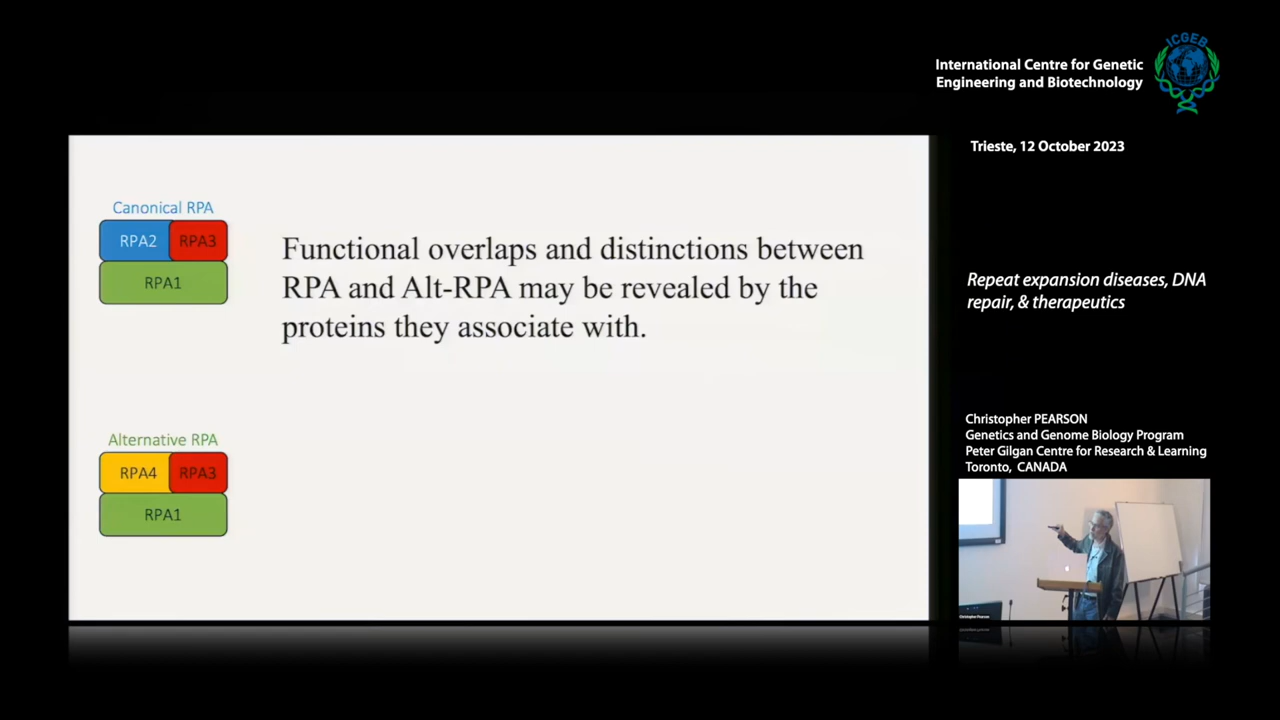 ICGEB
International Centre for Genetic
Engineering and Biotechnology
Trieste, 12 October 2023
Canonical RPA
RPA2 RPA3
RPA1
Functional overlaps and distinctions between
RPA and Alt-RPA may be revealed by the
proteins they associate with.
Alternative RPA
RPA4 RPA3
RPA1
Repeat expansion diseases, DNA
repair, & therapeutics
Christopher PEARSON
Genetics and Genome Biology Program
Peter Gilgan Centre for Research & Learning
Toronto, CANADA
Christopher Pearson